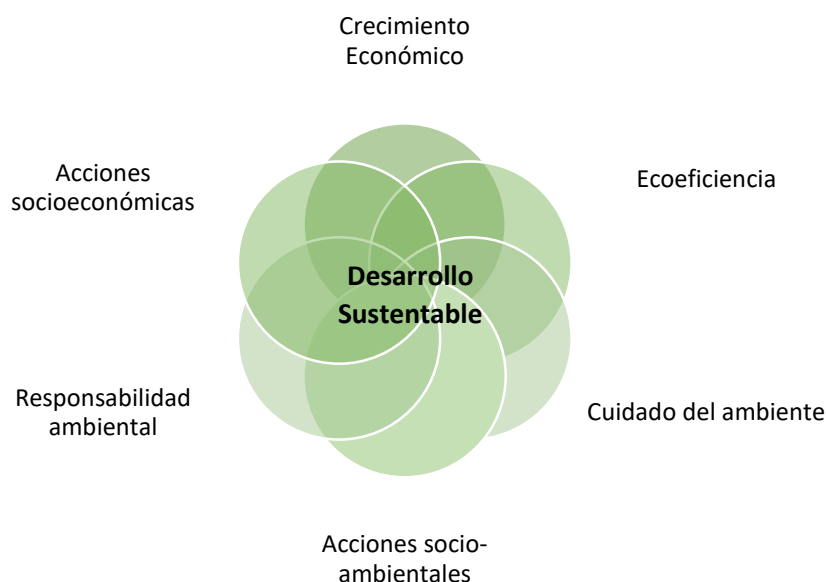 Crecimiento
Económico
Acciones
socioeconómicas
Ecoeficiencia
Desarrollo
Sustentable
Responsabilidad
ambiental
Cuidado del ambiente
Acciones socio-
ambientales